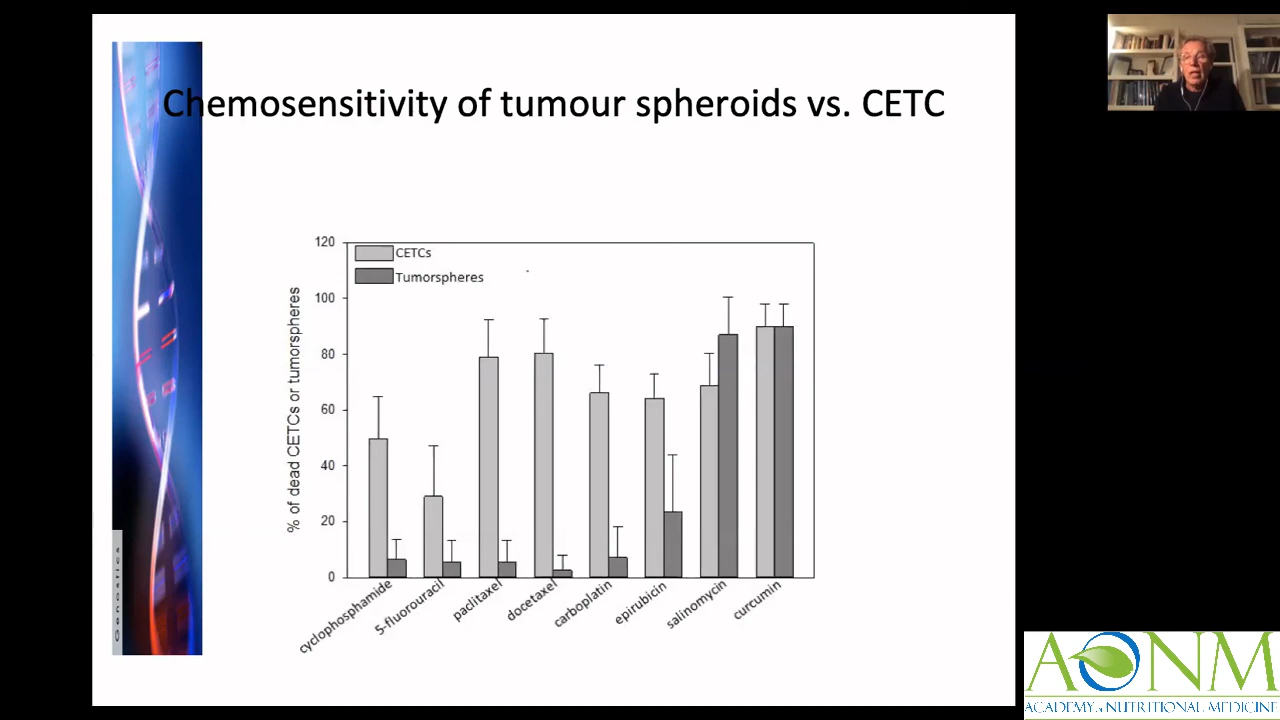 Chemosensitivity of tumour spheroids vs. CETC
120
100
80
60
40
20
0
% of dead CETCs or tumorspheres
CETCs
Tumorspheres
cyclophosphamide
5-fluorouracil
paclitaxel
docetaxel
carboplatin
epirubicin
salinomycin
curcumin
Genostics
AONM
ACADEMY of NUTRITIONAL MEDICINE